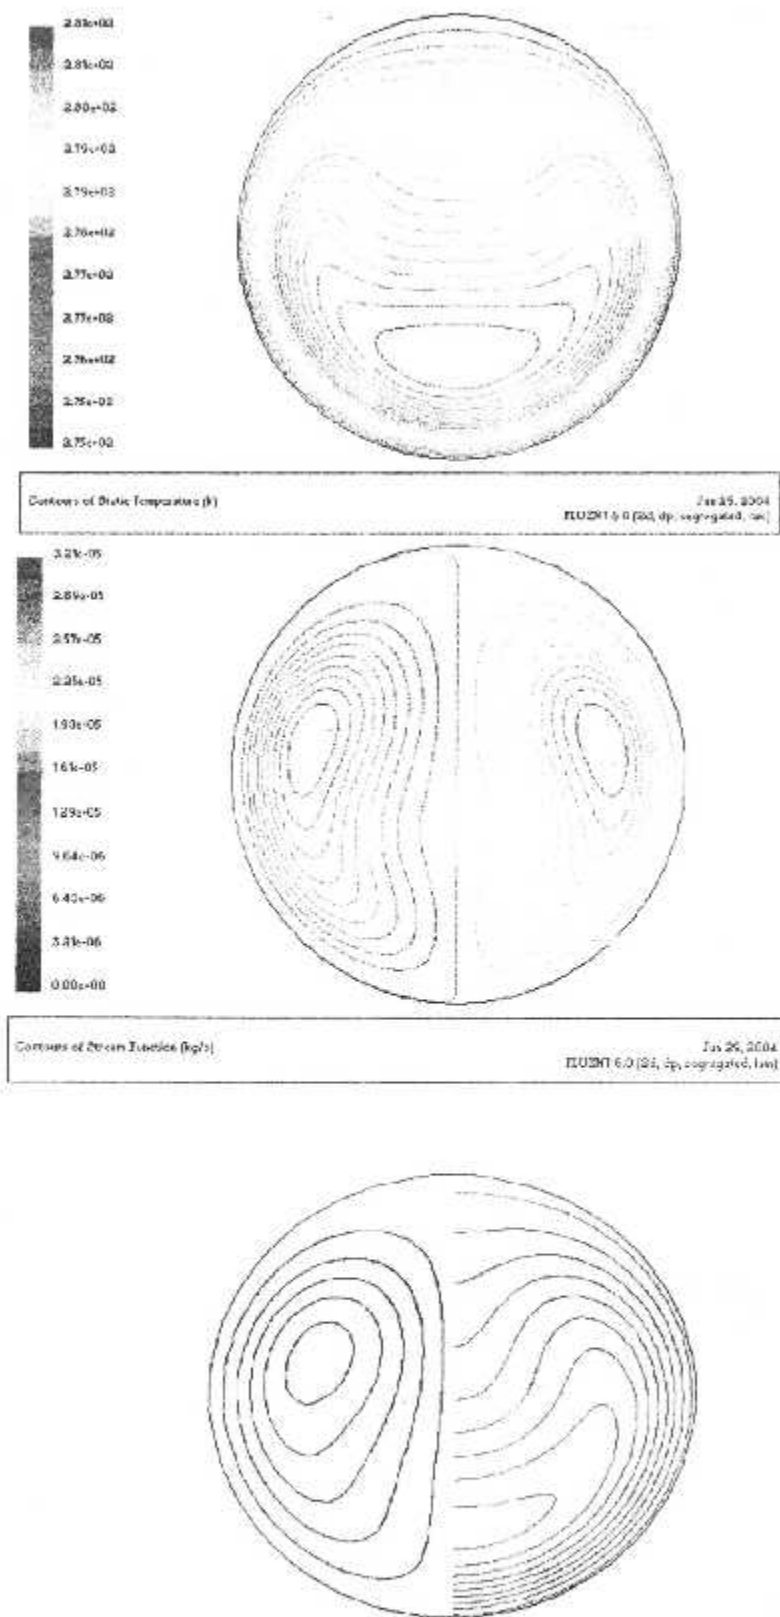 2.81e+02
2.81e+02
2.80e+02
2.79e+02
2.79e+02
2.78e+02
2.77e+02
2.77e+02
2.76e+02
2.75e+02
2.75e+02
Contours of Static Temperature (k)
FLUENT 6.0 (2d, dp, segregated, lam)
3.21e-05
2.89e-05
2.57e-05
2.25e-05
1.93e-05
1.61e-05
1.29e-05
9.64e-06
6.43e-06
3.21e-06
0.00e+00
Contours of Stream Function (kg/s)
FLUENT 6.0 (2d, dp, segregated, lam)